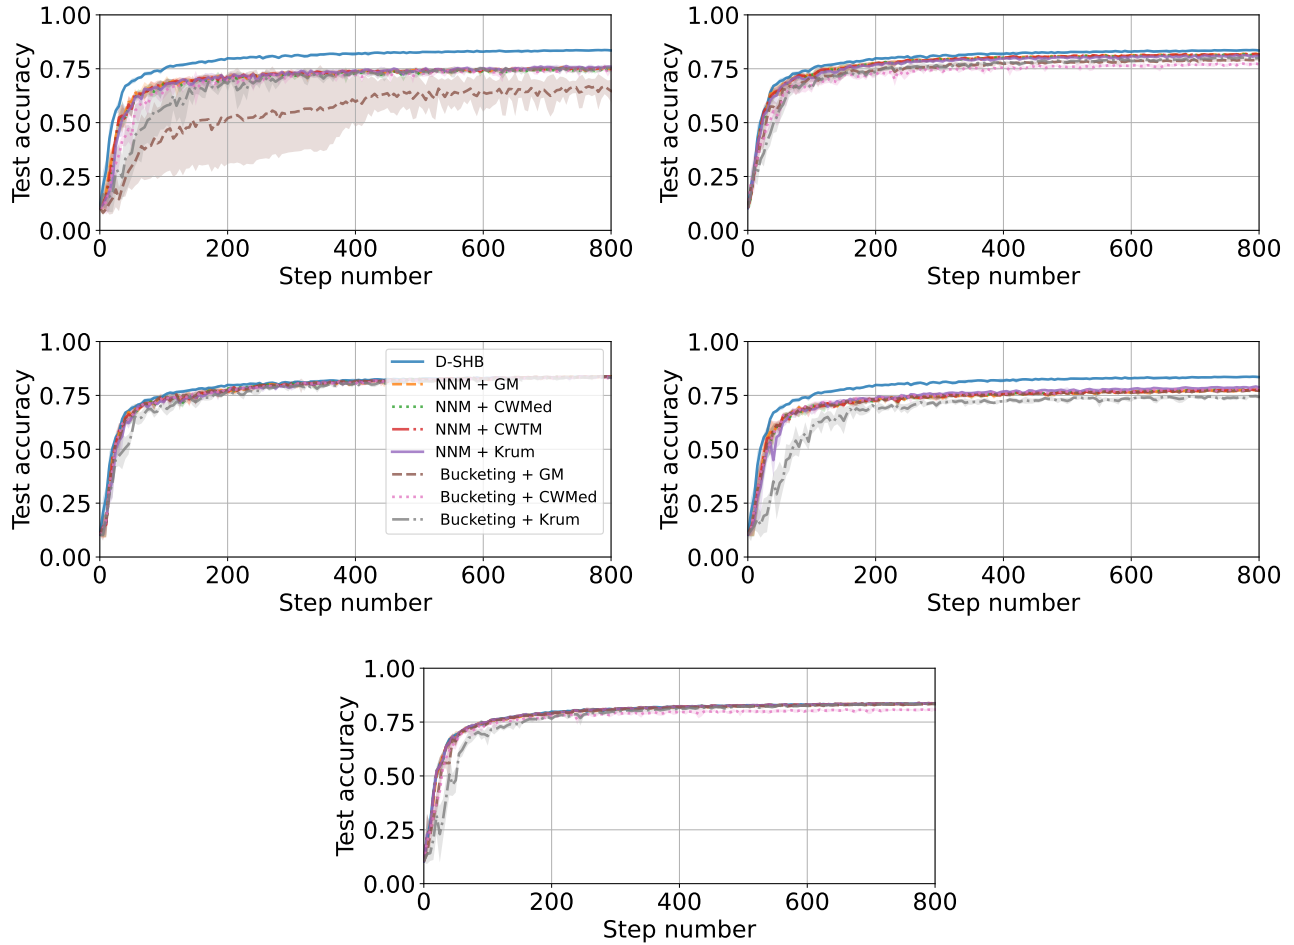 1.00
0.75
0.50
0.25
0.00
Test accuracy
0 200 400 600 800
Step number
1.00
0.75
0.50
0.25
0.00
Test accuracy
0 200 400 600 800
Step number
1.00
0.75
0.50
0.25
0.00
Test accuracy
D-SHB
NNM + GM
NNM + CWMed
NNM + CWTM
NNM + Krum
Bucketing + GM
Bucketing + CWMed
Bucketing + Krum
0 200 400 600 800
Step number
1.00
0.75
0.50
0.25
0.00
Test accuracy
0 200 400 600 800
Step number
1.00
0.75
0.50
0.25
0.00
Test accuracy
0 200 400 600 800
Step number